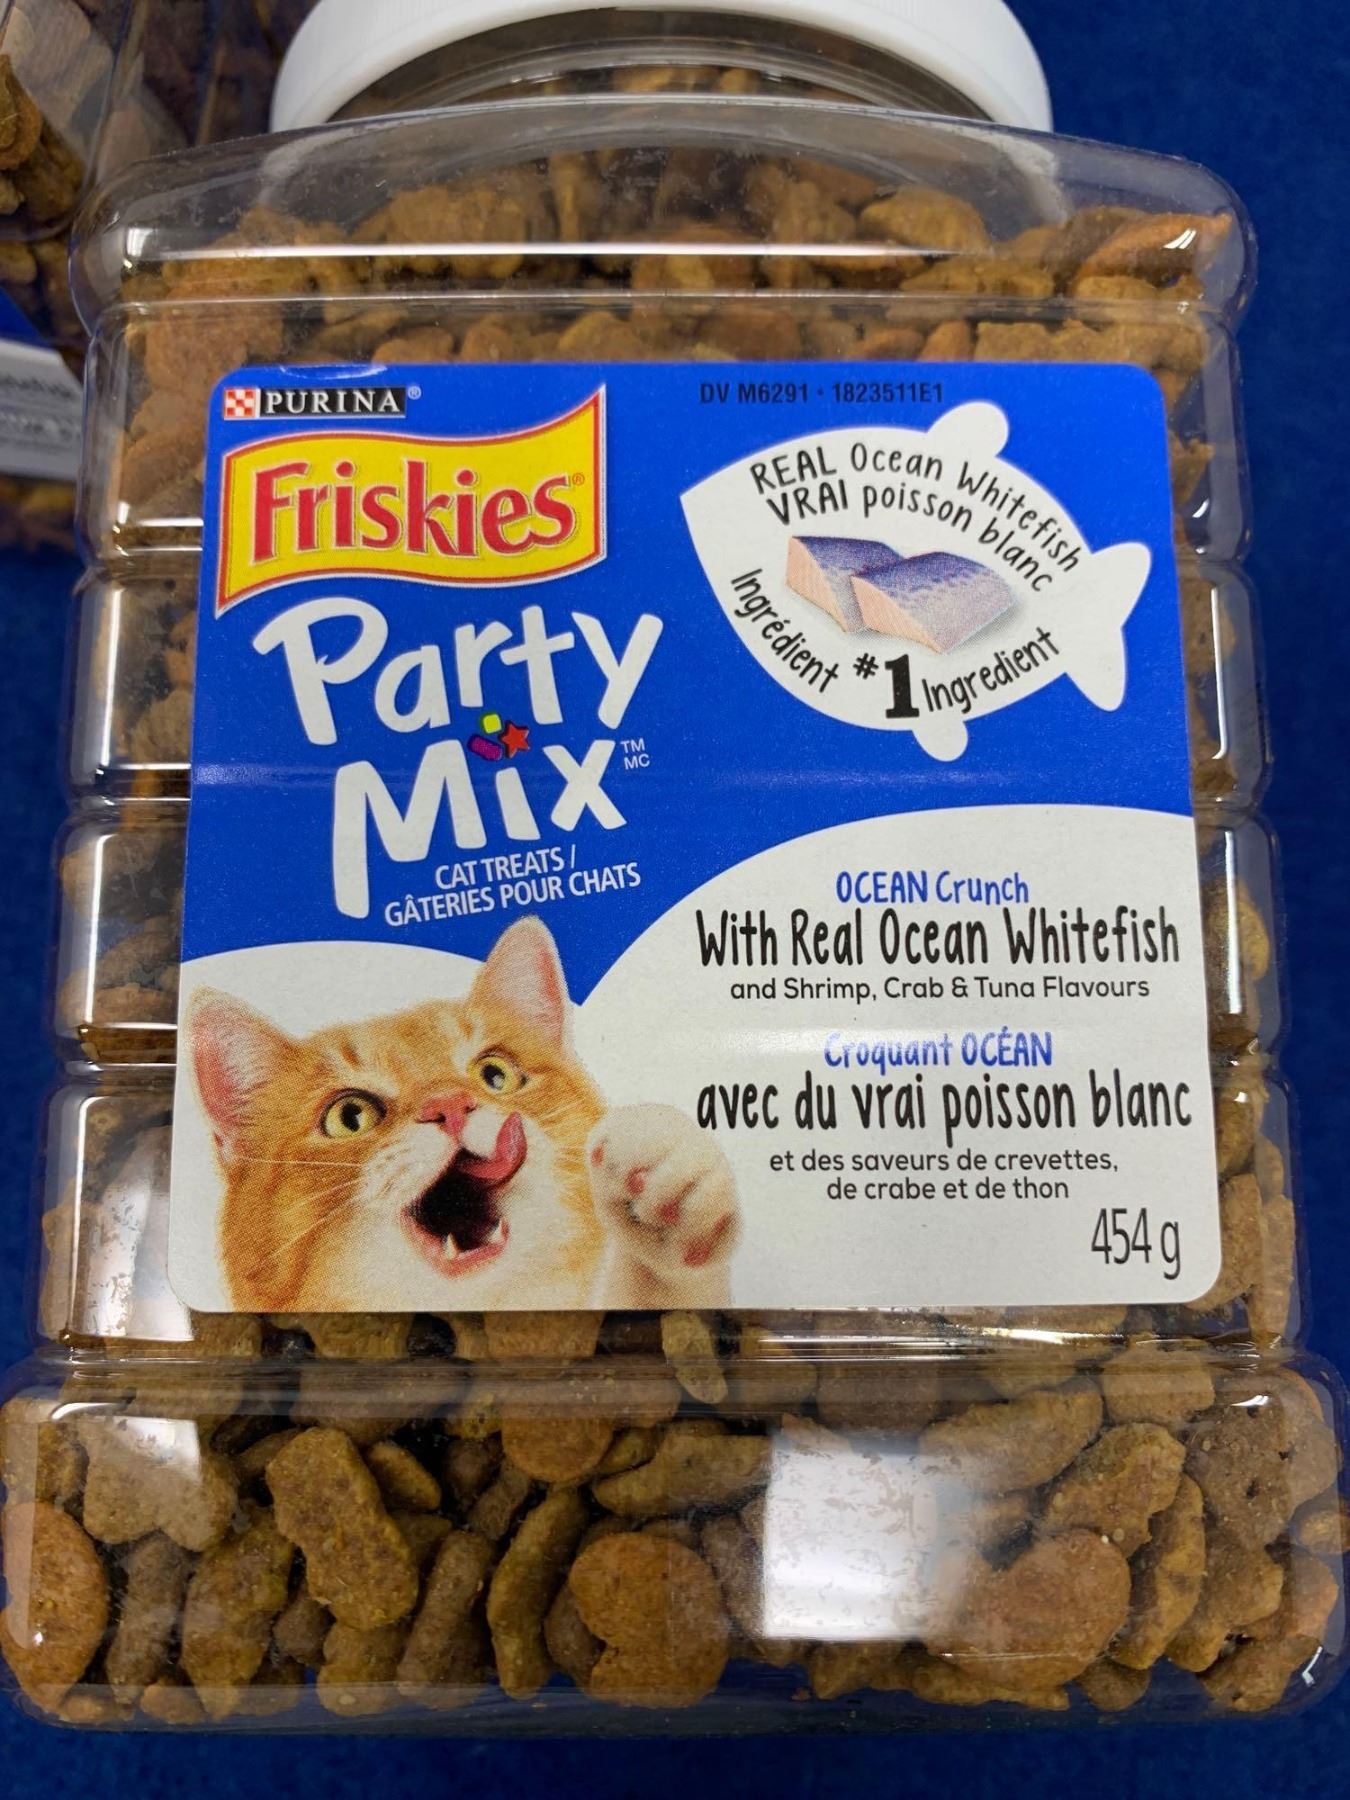 PURINA®
DV M6291 • 1823511E1
Friskies®
Party
Mix™
MC
CAT TREATS /
GÂTERIES POUR CHATS
REAL Ocean Whitefish
VRAI poisson blanc
Ingrédient #1 Ingredient
OCEAN Crunch
With Real Ocean Whitefish
and Shrimp, Crab & Tuna Flavours
Croquant OCÉAN
avec du vrai poisson blanc
et des saveurs de crevettes,
de crabe et de thon
454 g